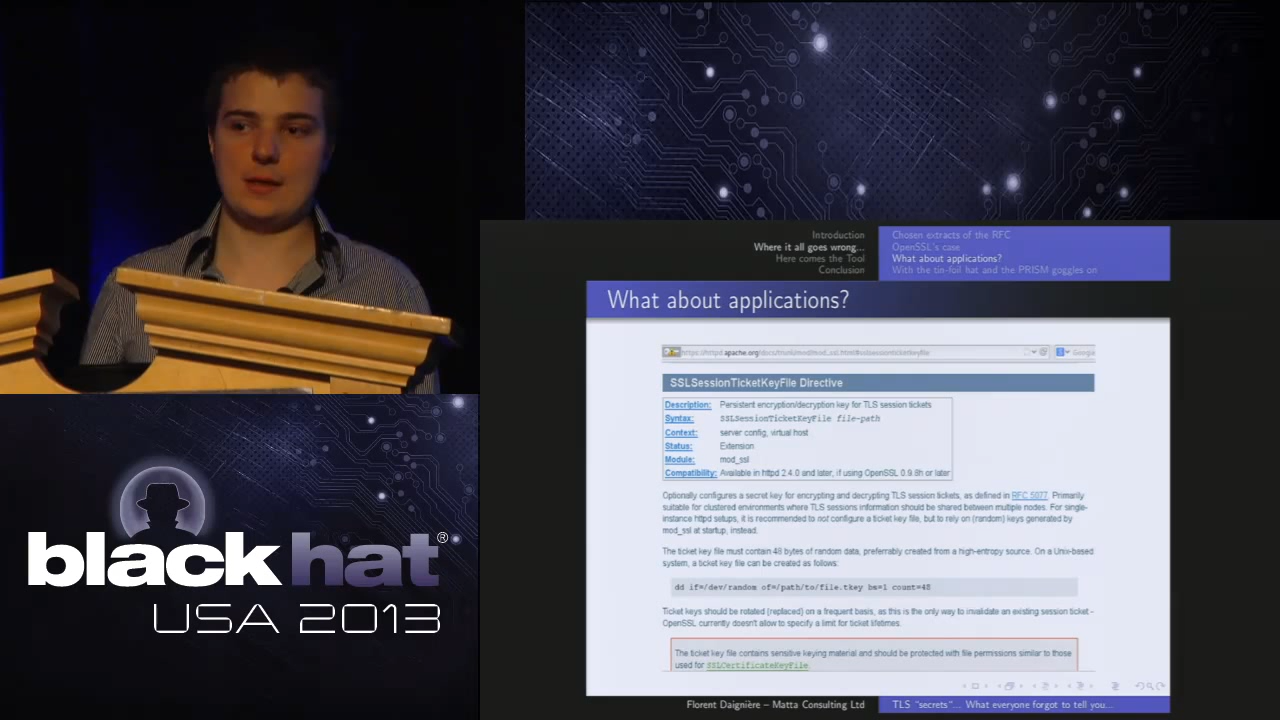 Introduction
Where it all goes wrong...
Here comes the Tool
Conclusion
Chosen extracts of the RFC
OpenSSL's case
What about applications?
With the tin-foil hat and the PRISM goggles on
What about applications?
https://httpd.apache.org/docs/trunk/mod/mod_ssl.html#sslsessionticketkeyfile
Google
SSLSessionTicketKeyFile Directive
Description: Persistent encryption/decryption key for TLS session tickets
Syntax: SSLSessionTicketKeyFile file-path
Context: server config, virtual host
Status: Extension
Module: mod_ssl
Compatibility: Available in httpd 2.4.0 and later, if using OpenSSL 0.9.8h or later
Optionally configures a secret key for encrypting and decrypting TLS session tickets, as defined in RFC 5077. Primarily
suitable for clustered environments where TLS sessions information should be shared between multiple nodes. For single-
instance httpd setups, it is recommended to not configure a ticket key file, but to rely on (random) keys generated by
mod_ssl at startup, instead.
The ticket key file must contain 48 bytes of random data, preferrably created from a high-entropy source. On a Unix-based
system, a ticket key file can be created as follows:
dd if=/dev/random of=/path/to/file.tkey bs=1 count=48
Ticket keys should be rotated (replaced) on a frequent basis, as this is the only way to invalidate an existing session ticket -
OpenSSL currently doesn't allow to specify a limit for ticket lifetimes.
The ticket key file contains sensitive keying material and should be protected with file permissions similar to those
used for SSLCertificateKeyFile.
Florent Daignière – Matta Consulting Ltd
TLS "secrets"... What everyone forgot to tell you...
blackhat®
USA 2013